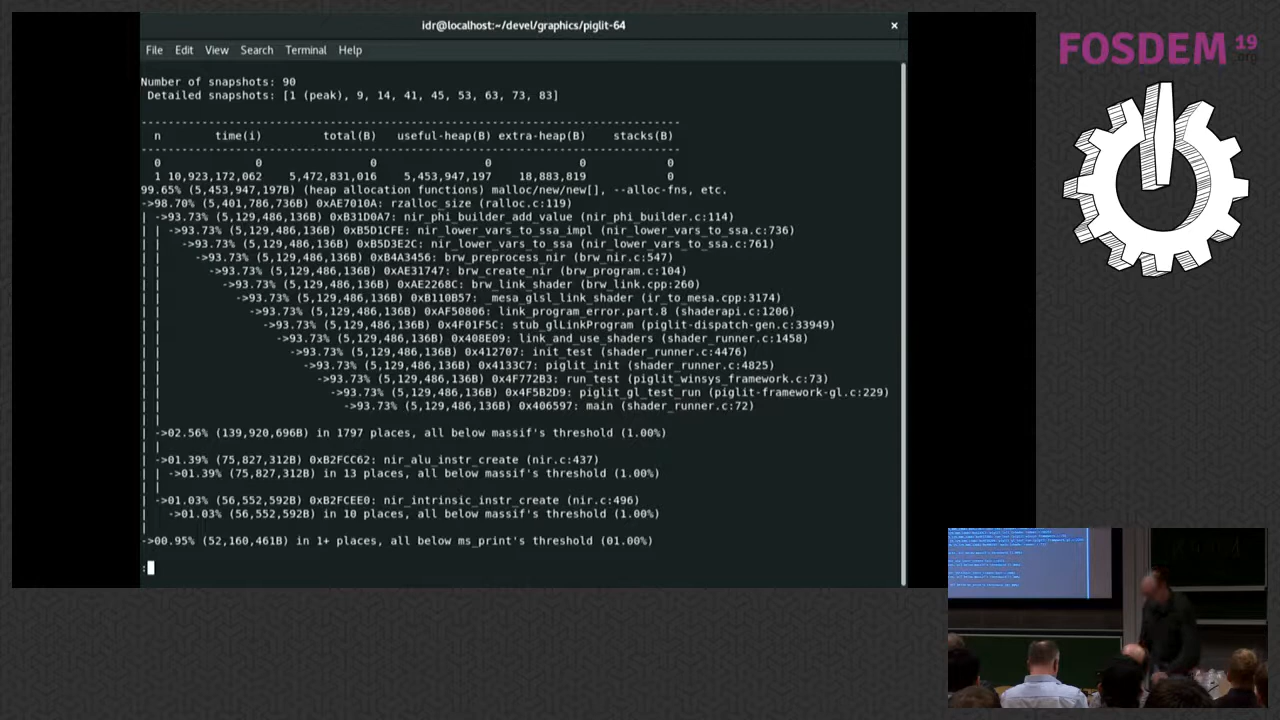 idr@localhost:~/devel/graphics/piglit-64
×
File Edit View Search Terminal Help
Number of snapshots: 90
Detailed snapshots: [1 (peak), 9, 14, 41, 45, 53, 63, 73, 83]
--------------------------------------------------------------------------------
n time(i) total(B) useful-heap(B) extra-heap(B) stacks(B)
--------------------------------------------------------------------------------
0 0 0 0 0 0
1 10,923,172,062 5,472,831,016 5,453,947,197 18,883,819 0
99.65% (5,453,947,197B) (heap allocation functions) malloc/new/new[], --alloc-fns, etc.
->98.70% (5,401,786,736B) 0xAE7010A: rzalloc_size (ralloc.c:119)
| ->93.73% (5,129,486,136B) 0xB31D0A7: nir_phi_builder_add_value (nir_phi_builder.c:114)
| | ->93.73% (5,129,486,136B) 0xB5D1CFE: nir_lower_vars_to_ssa_impl (nir_lower_vars_to_ssa.c:736)
| | ->93.73% (5,129,486,136B) 0xB5D3E2C: nir_lower_vars_to_ssa (nir_lower_vars_to_ssa.c:761)
| | ->93.73% (5,129,486,136B) 0xB4A3456: brw_preprocess_nir (brw_nir.c:547)
| | ->93.73% (5,129,486,136B) 0xAE31747: brw_create_nir (brw_program.c:104)
| | ->93.73% (5,129,486,136B) 0xAE2268C: brw_link_shader (brw_link.cpp:260)
| | ->93.73% (5,129,486,136B) 0xB110B57: _mesa_glsl_link_shader (ir_to_mesa.cpp:3174)
| | ->93.73% (5,129,486,136B) 0xAF50806: link_program_error.part.8 (shaderapi.c:1206)
| | ->93.73% (5,129,486,136B) 0x4F01F5C: stub_glLinkProgram (piglit-dispatch-gen.c:33949)
| | ->93.73% (5,129,486,136B) 0x408E09: link_and_use_shaders (shader_runner.c:1458)
| | ->93.73% (5,129,486,136B) 0x412707: init_test (shader_runner.c:4476)
| | ->93.73% (5,129,486,136B) 0x4133C7: piglit_init (shader_runner.c:4825)
| | ->93.73% (5,129,486,136B) 0x4F772B3: run_test (piglit_winsys_framework.c:73)
| | ->93.73% (5,129,486,136B) 0x4F5B2D9: piglit_gl_test_run (piglit-framework-gl.c:229)
| | ->93.73% (5,129,486,136B) 0x406597: main (shader_runner.c:72)
| |
| ->02.56% (139,920,696B) in 1797 places, all below massif's threshold (1.00%)
| |
| ->01.39% (75,827,312B) 0xB2FCC62: nir_alu_instr_create (nir.c:437)
| | ->01.39% (75,827,312B) in 13 places, all below massif's threshold (1.00%)
| |
| ->01.03% (56,552,592B) 0xB2FCEE0: nir_intrinsic_instr_create (nir.c:496)
| ->01.03% (56,552,592B) in 10 places, all below massif's threshold (1.00%)
|
->00.95% (52,160,461B) in 1+ places, all below ms_print's threshold (01.00%)
:
FOSDEM 19
.org